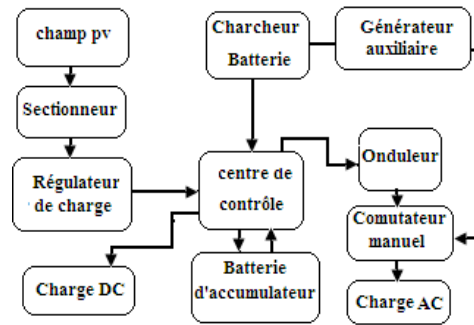 champ pv
Sectionneur
Régulateur
de charge
Charge DC
Charcheur
Batterie
Générateur
auxiliaire
centre de
contrôle
Batterie
d'accumulateur
Onduleur
Comutateur
manuel
Charge AC